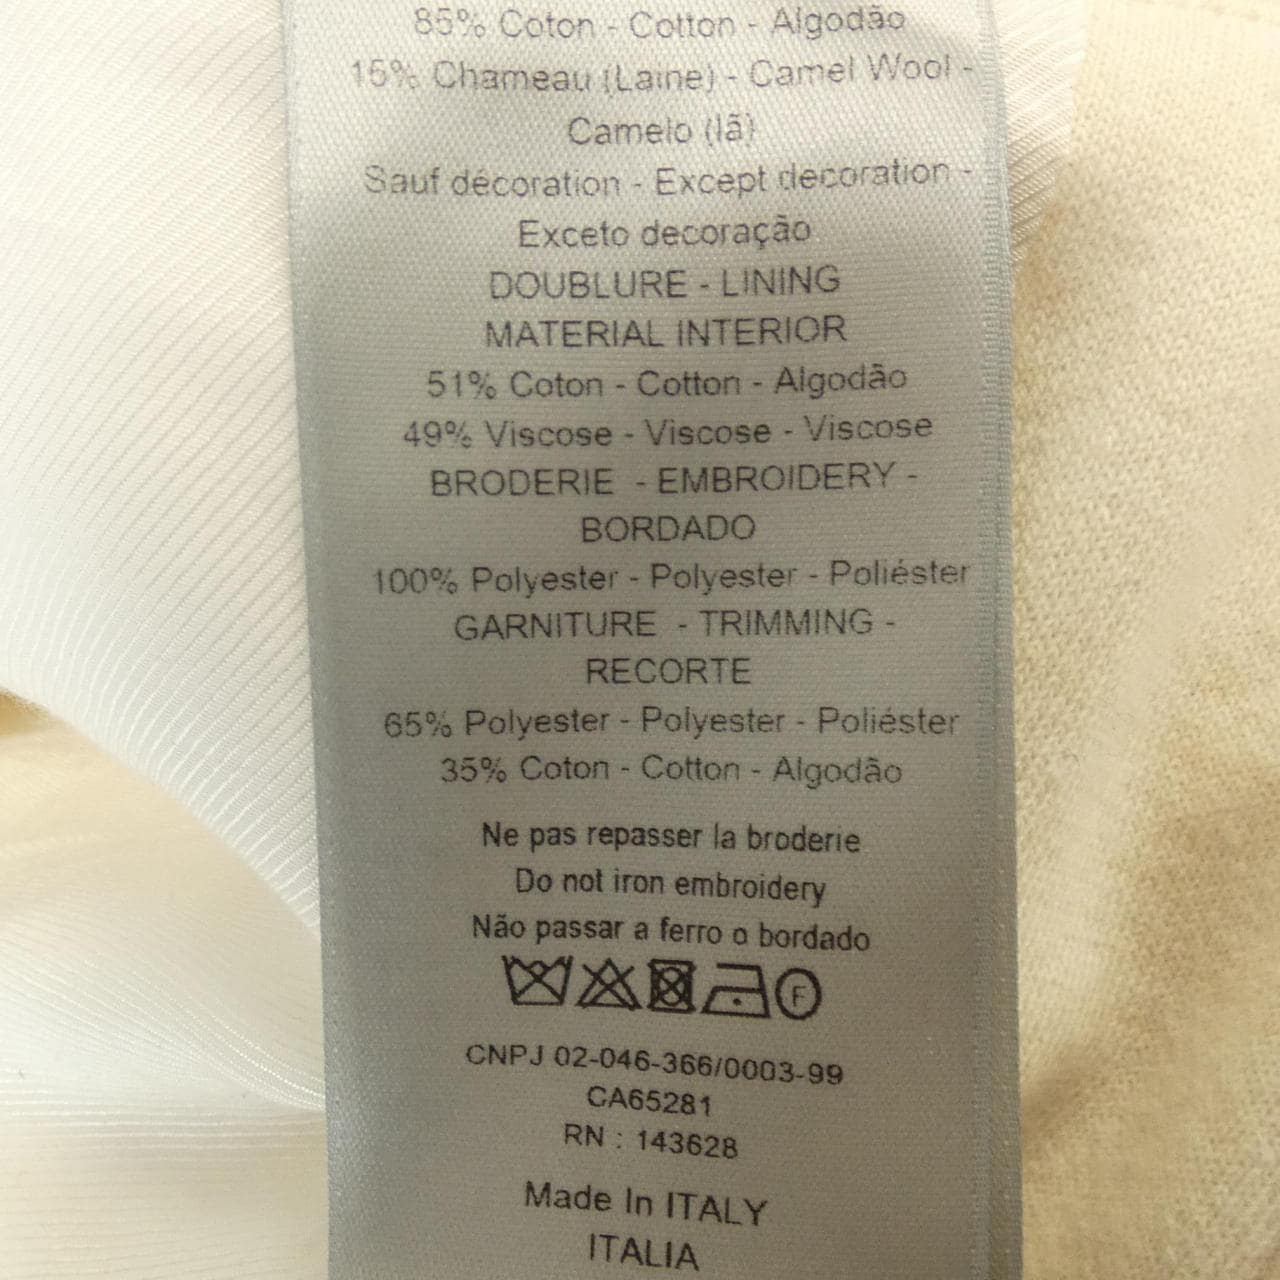 85% Coton - Cotton - Algodão
15% Chameau (Laine) - Camel Wool -
Camelo (lã)
Sauf décoration - Except decoration -
Exceto decoração
DOUBLURE - LINING
MATERIAL INTERIOR
51% Coton - Cotton - Algodão
49% Viscose - Viscose - Viscose
BRODERIE - EMBROIDERY -
BORDADO
100% Polyester - Polyester - Poliéster
GARNITURE - TRIMMING -
RECORTE
65% Polyester - Polyester - Poliéster
35% Coton - Cotton - Algodão
Ne pas repasser la broderie
Do not iron embroidery
Não passar a ferro o bordado
F
CNPJ 02-046-366/0003-99
CA65281
RN : 143628
Made In ITALY
ITALIA